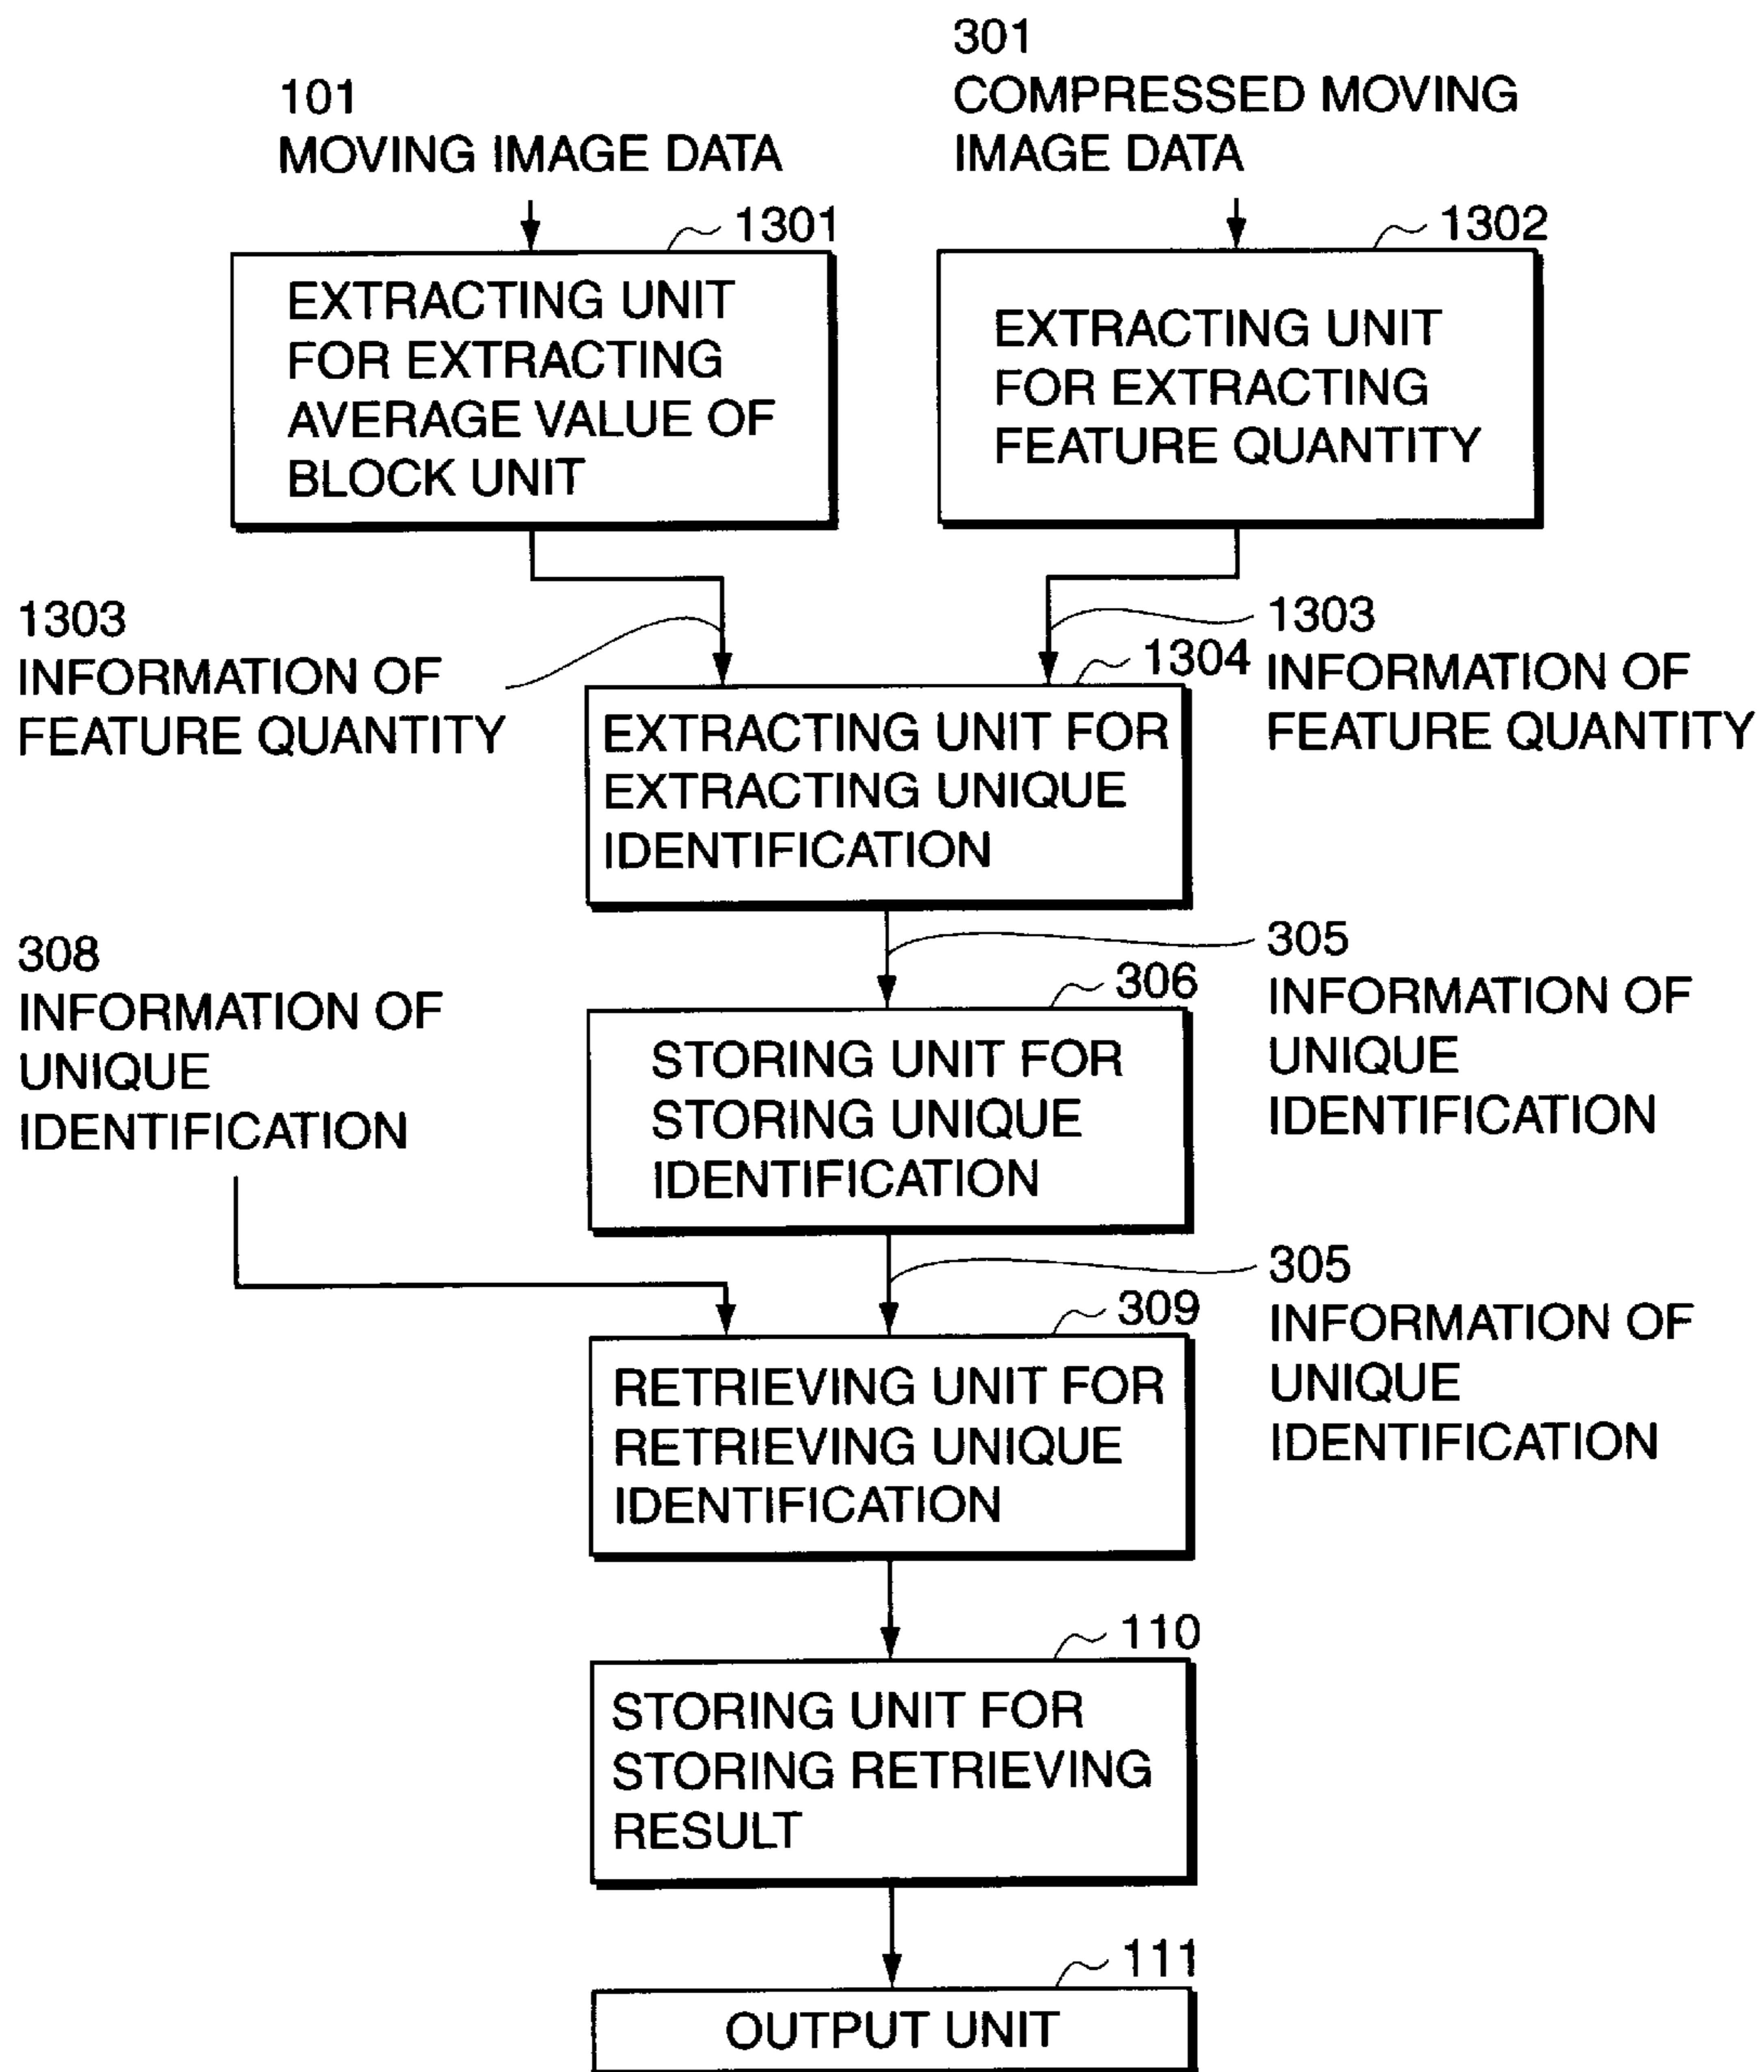 301
COMPRESSED MOVING
IMAGE DATA
101
MOVING IMAGE DATA
1301
EXTRACTING UNIT
FOR EXTRACTING
AVERAGE VALUE OF
BLOCK UNIT
1302
EXTRACTING UNIT
FOR EXTRACTING
FEATURE QUANTITY
1303
INFORMATION OF
FEATURE QUANTITY
1303
INFORMATION OF
FEATURE QUANTITY
1304
EXTRACTING UNIT FOR
EXTRACTING UNIQUE
IDENTIFICATION
308
INFORMATION OF
UNIQUE
IDENTIFICATION
305
INFORMATION OF
UNIQUE
IDENTIFICATION
306
STORING UNIT FOR
STORING UNIQUE
IDENTIFICATION
305
INFORMATION OF
UNIQUE
IDENTIFICATION
309
RETRIEVING UNIT FOR
RETRIEVING UNIQUE
IDENTIFICATION
110
STORING UNIT FOR
STORING RETRIEVING
RESULT
111
OUTPUT UNIT